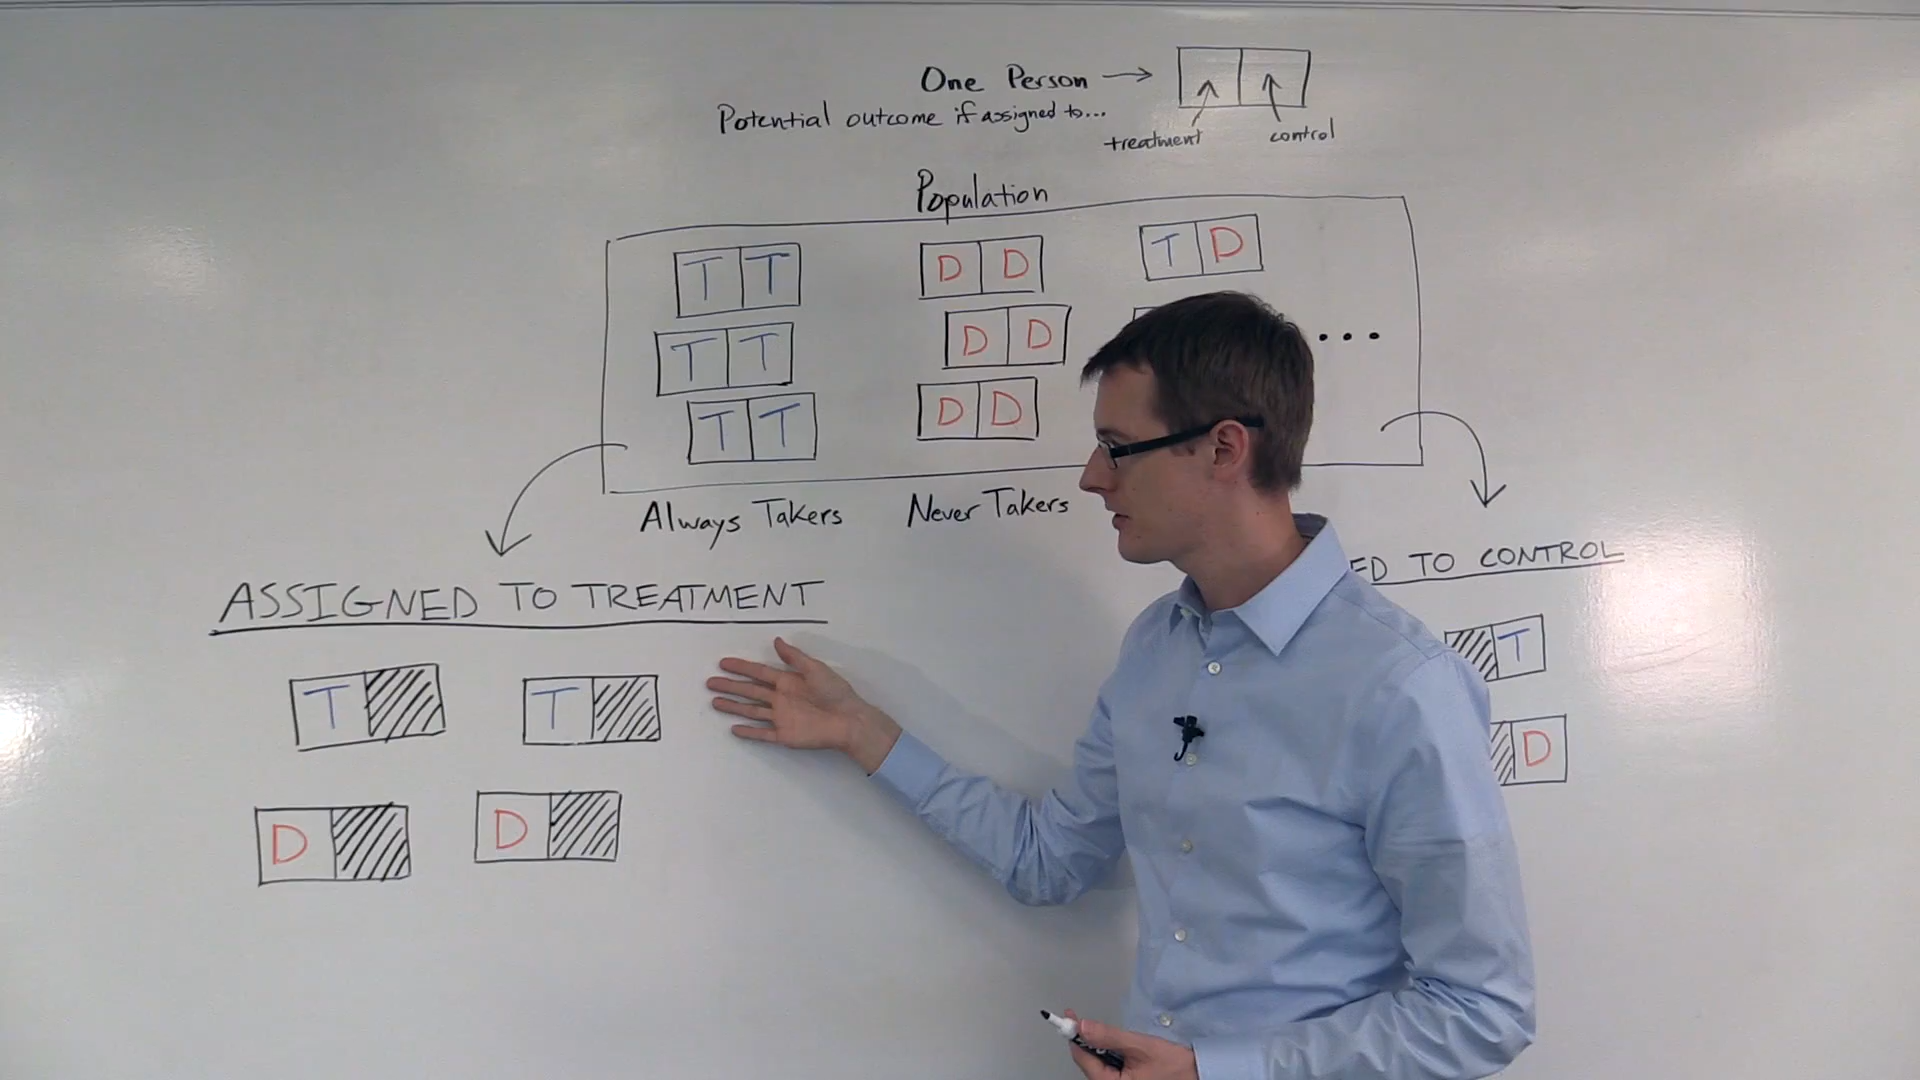 One Person
Potential outcome if assigned to...
treatment control
Population
T T D D T D
T T D D ...
T T D D
Always Takers Never Takers
ASSIGNED TO TREATMENT
TO CONTROL
T T T
D D D